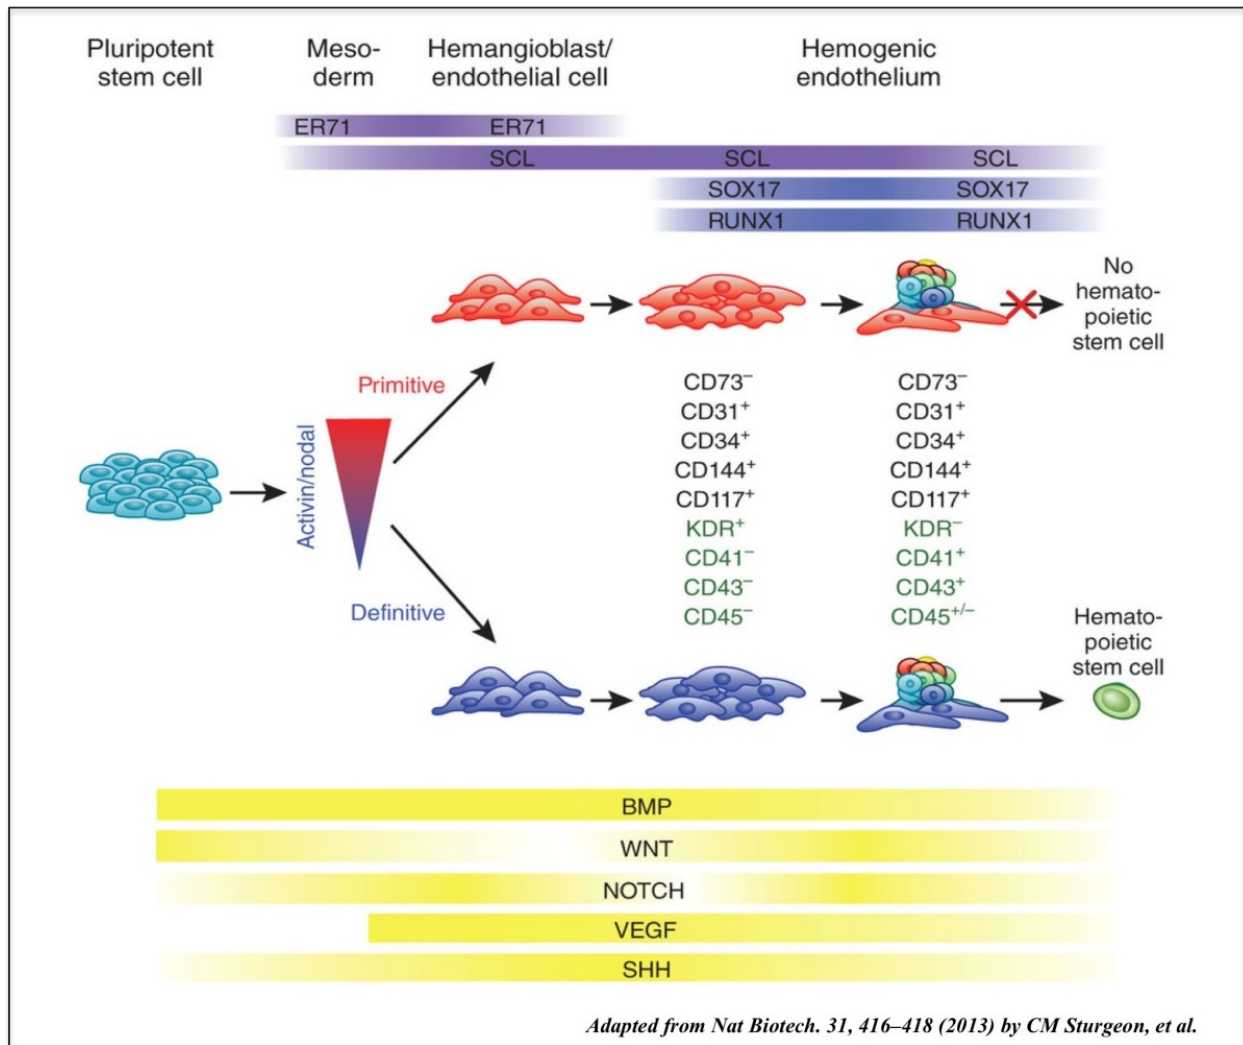 Pluripotent
stem cell
Meso-
derm
Hemangioblast/
endothelial cell
Hemogenic
endothelium
ER71 ER71
SCL SCL SCL
SOX17 SOX17
RUNX1 RUNX1
No
hemato-
poietic
stem cell
Primitive
Activin/nodal
Definitive
CD73⁻ CD73⁻
CD31⁺ CD31⁺
CD34⁺ CD34⁺
CD144⁺ CD144⁺
CD117⁺ CD117⁺
KDR⁺ KDR⁻
CD41⁻ CD41⁺
CD43⁻ CD43⁺
CD45⁻ CD45⁺/⁻
Hemato-
poietic
stem cell
BMP
WNT
NOTCH
VEGF
SHH
Adapted from Nat Biotech. 31, 416–418 (2013) by CM Sturgeon, et al.